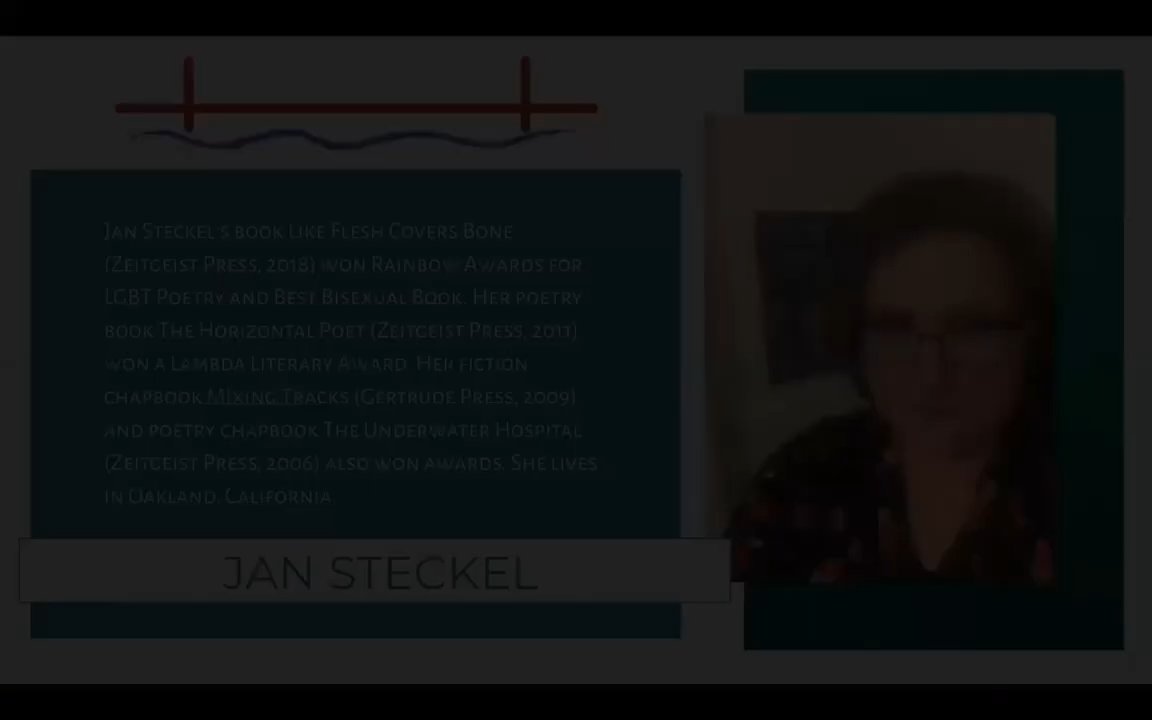 Jan Steckel's book Like Flesh Covers Bone
(Zeitgeist Press, 2018) won Rainbow Awards for
LGBT Poetry and Best Bisexual Book. Her poetry
book The Horizontal Poet (Zeitgeist Press, 2011)
won a Lambda Literary Award. Her fiction
chapbook Mixing Tracks (Gertrude Press, 2009)
and poetry chapbook The Underwater Hospital
(Zeitgeist Press, 2006) also won awards. She lives
in Oakland, California.
JAN STECKEL